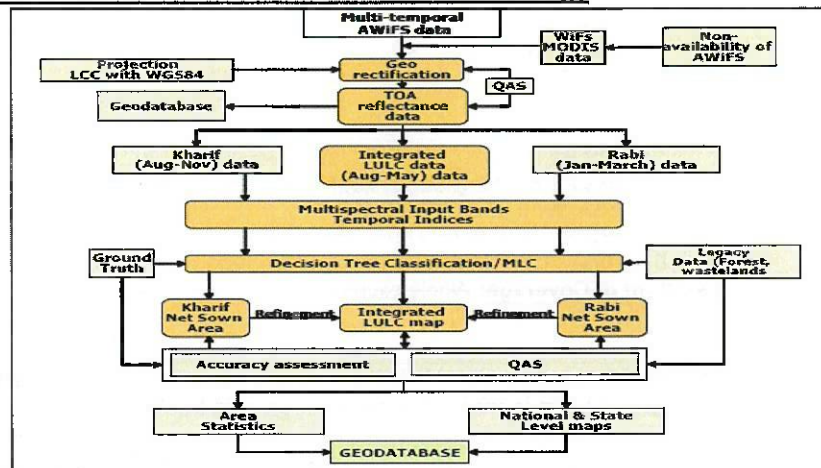 Multi-temporal
AWiFS data
WiFs
MODIS
data
Non-
availability of
AWiFS
Projection
LCC with WGS84
Geo
rectification
QAS
Geodatabase
TOA
reflectance
data
Kharif
(Aug-Nov) data
Integrated
LULC data
(Aug-May) data
Rabi
(Jan-March) data
Multispectral Input Bands
Temporal Indices
Ground
Truth
Decision Tree Classification/MLC
Legacy
Data (Forest,
wastelands
Kharif
Net Sown
Area
Refinement
Integrated
LULC map
Refinement
Rabi
Net Sown
Area
Accuracy assessment
QAS
Area
Statistics
National & State
Level maps
GEODATABASE